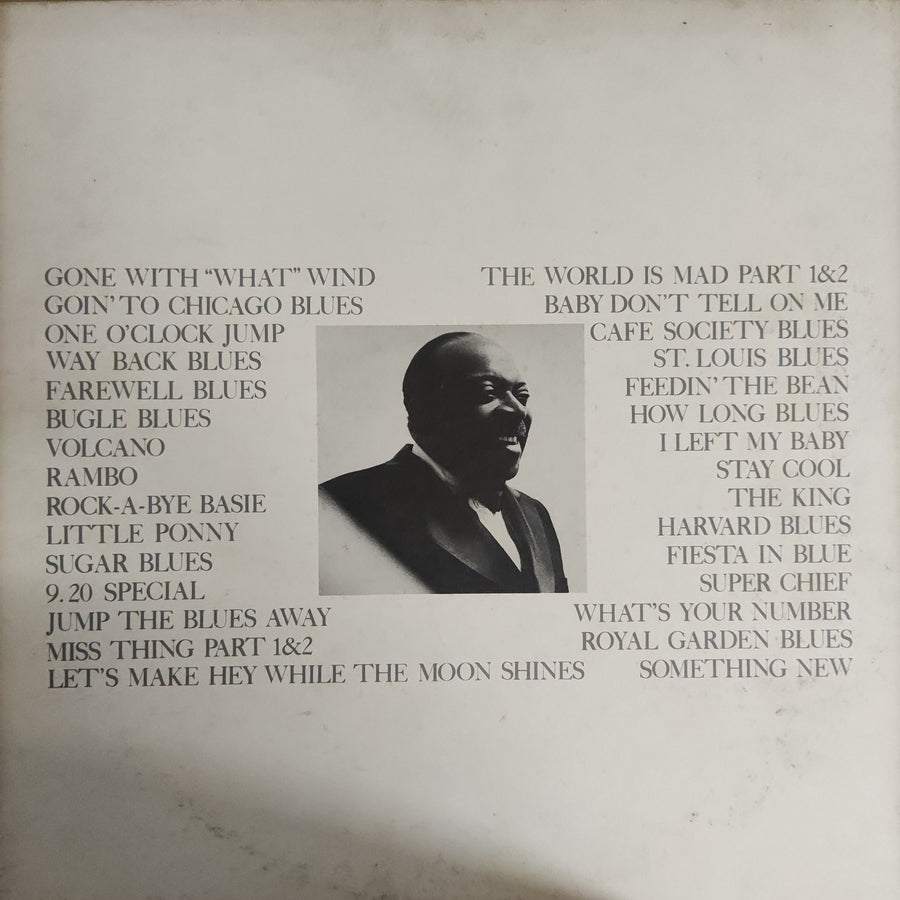 GONE WITH “WHAT” WIND
GOIN’ TO CHICAGO BLUES
ONE O’CLOCK JUMP
WAY BACK BLUES
FAREWELL BLUES
BUGLE BLUES
VOLCANO
RAMBO
ROCK-A-BYE BASIE
LITTLE PONNY
SUGAR BLUES
9.20 SPECIAL
JUMP THE BLUES AWAY
MISS THING PART 1&2
LET’S MAKE HEY WHILE THE MOON SHINES
THE WORLD IS MAD PART 1&2
BABY DON’T TELL ON ME
CAFE SOCIETY BLUES
ST. LOUIS BLUES
FEEDIN’ THE BEAN
HOW LONG BLUES
I LEFT MY BABY
STAY COOL
THE KING
HARVARD BLUES
FIESTA IN BLUE
SUPER CHIEF
WHAT’S YOUR NUMBER
ROYAL GARDEN BLUES
SOMETHING NEW